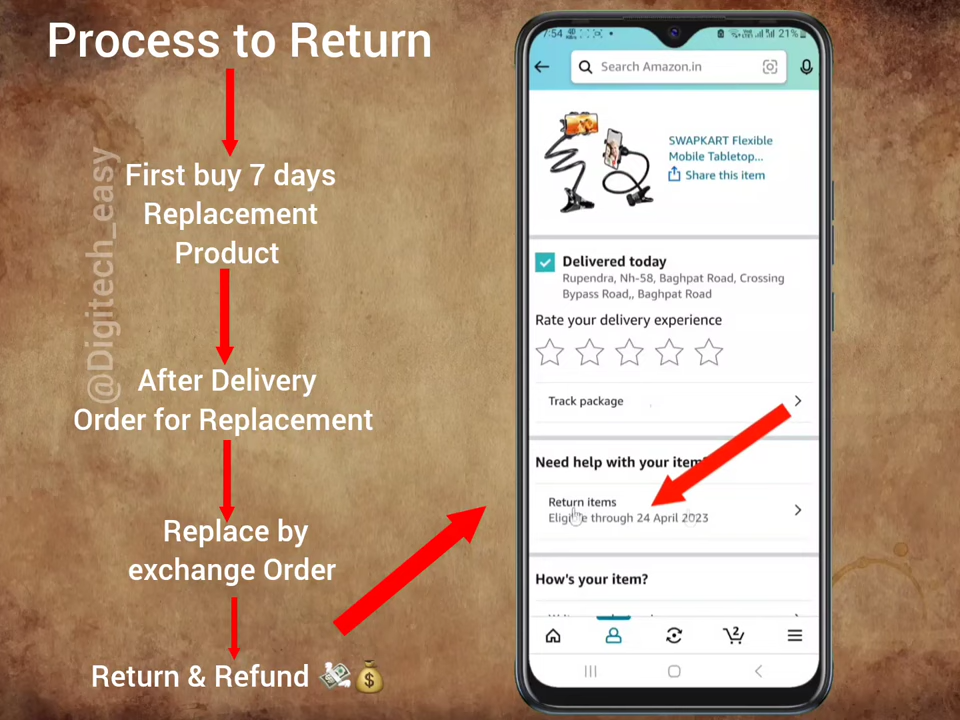 Process to Return
First buy 7 days
Replacement
Product
After Delivery
Order for Replacement
Replace by
exchange Order
Return & Refund
@Digitech_easy
7:54
21%
Search Amazon.in
SWAPKART Flexible
Mobile Tabletop...
Share this item
Delivered today
Rupendra, Nh-58, Baghpat Road, Crossing
Bypass Road,, Baghpat Road
Rate your delivery experience
Track package
Need help with your item?
Return items
Eligible through 24 April 2023
How's your item?
2